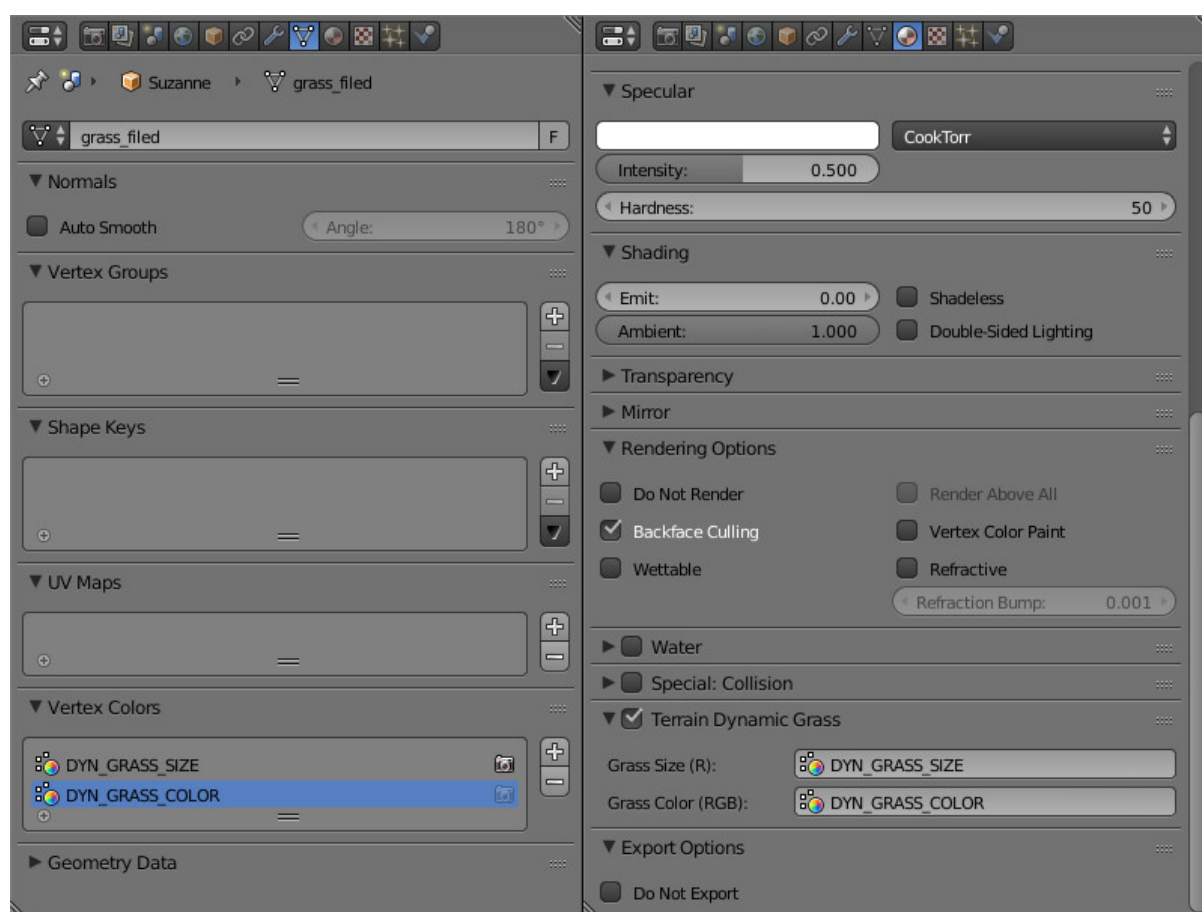 Suzanne grass_filed
grass_filed F
Normals
Auto Smooth Angle: 180°
Vertex Groups
Shape Keys
UV Maps
Vertex Colors
DYN_GRASS_SIZE
DYN_GRASS_COLOR
Geometry Data
Specular
CookTorr
Intensity: 0.500
Hardness: 50
Shading
Emit: 0.00 Shadeless
Ambient: 1.000 Double-Sided Lighting
Transparency
Mirror
Rendering Options
Do Not Render Render Above All
Backface Culling Vertex Color Paint
Wettable Refractive
Refraction Bump: 0.001
Water
Special: Collision
Terrain Dynamic Grass
Grass Size (R): DYN_GRASS_SIZE
Grass Color (RGB): DYN_GRASS_COLOR
Export Options
Do Not Export